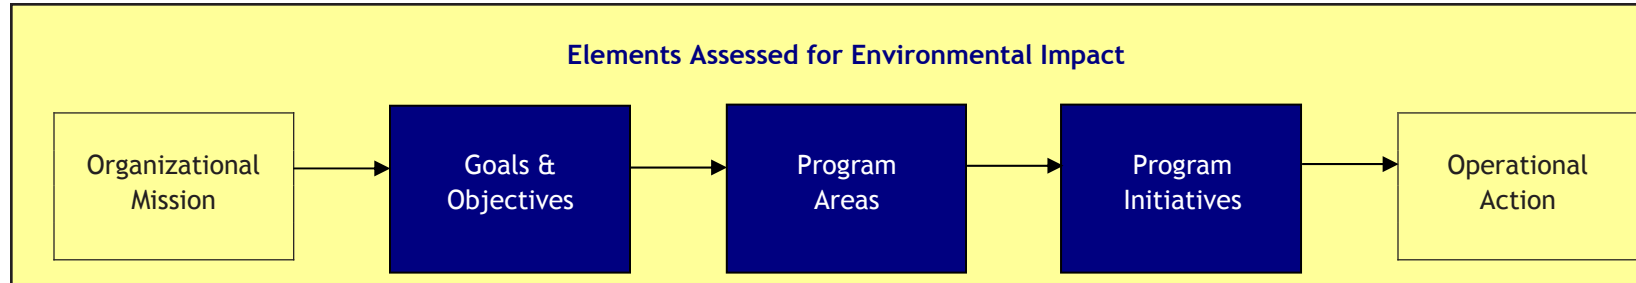 Elements Assessed for Environmental Impact
Organizational
Mission
Goals &
Objectives
Program
Areas
Program
Initiatives
Operational
Action